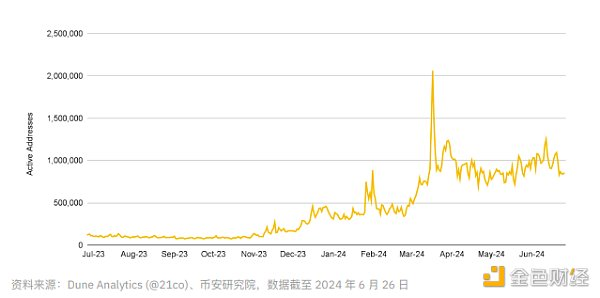 2,500,000
2,000,000
1,500,000
1,000,000
500,000
0
Active Addresses
Jul-23 Aug-23 Sep-23 Oct-23 Nov-23 Dec-23 Jan-24 Feb-24 Mar-24 Apr-24 May-24 Jun-24
资料来源：Dune Analytics (@21co)、币安研究院，数据截至 2024 年 6 月 26 日
金色财经